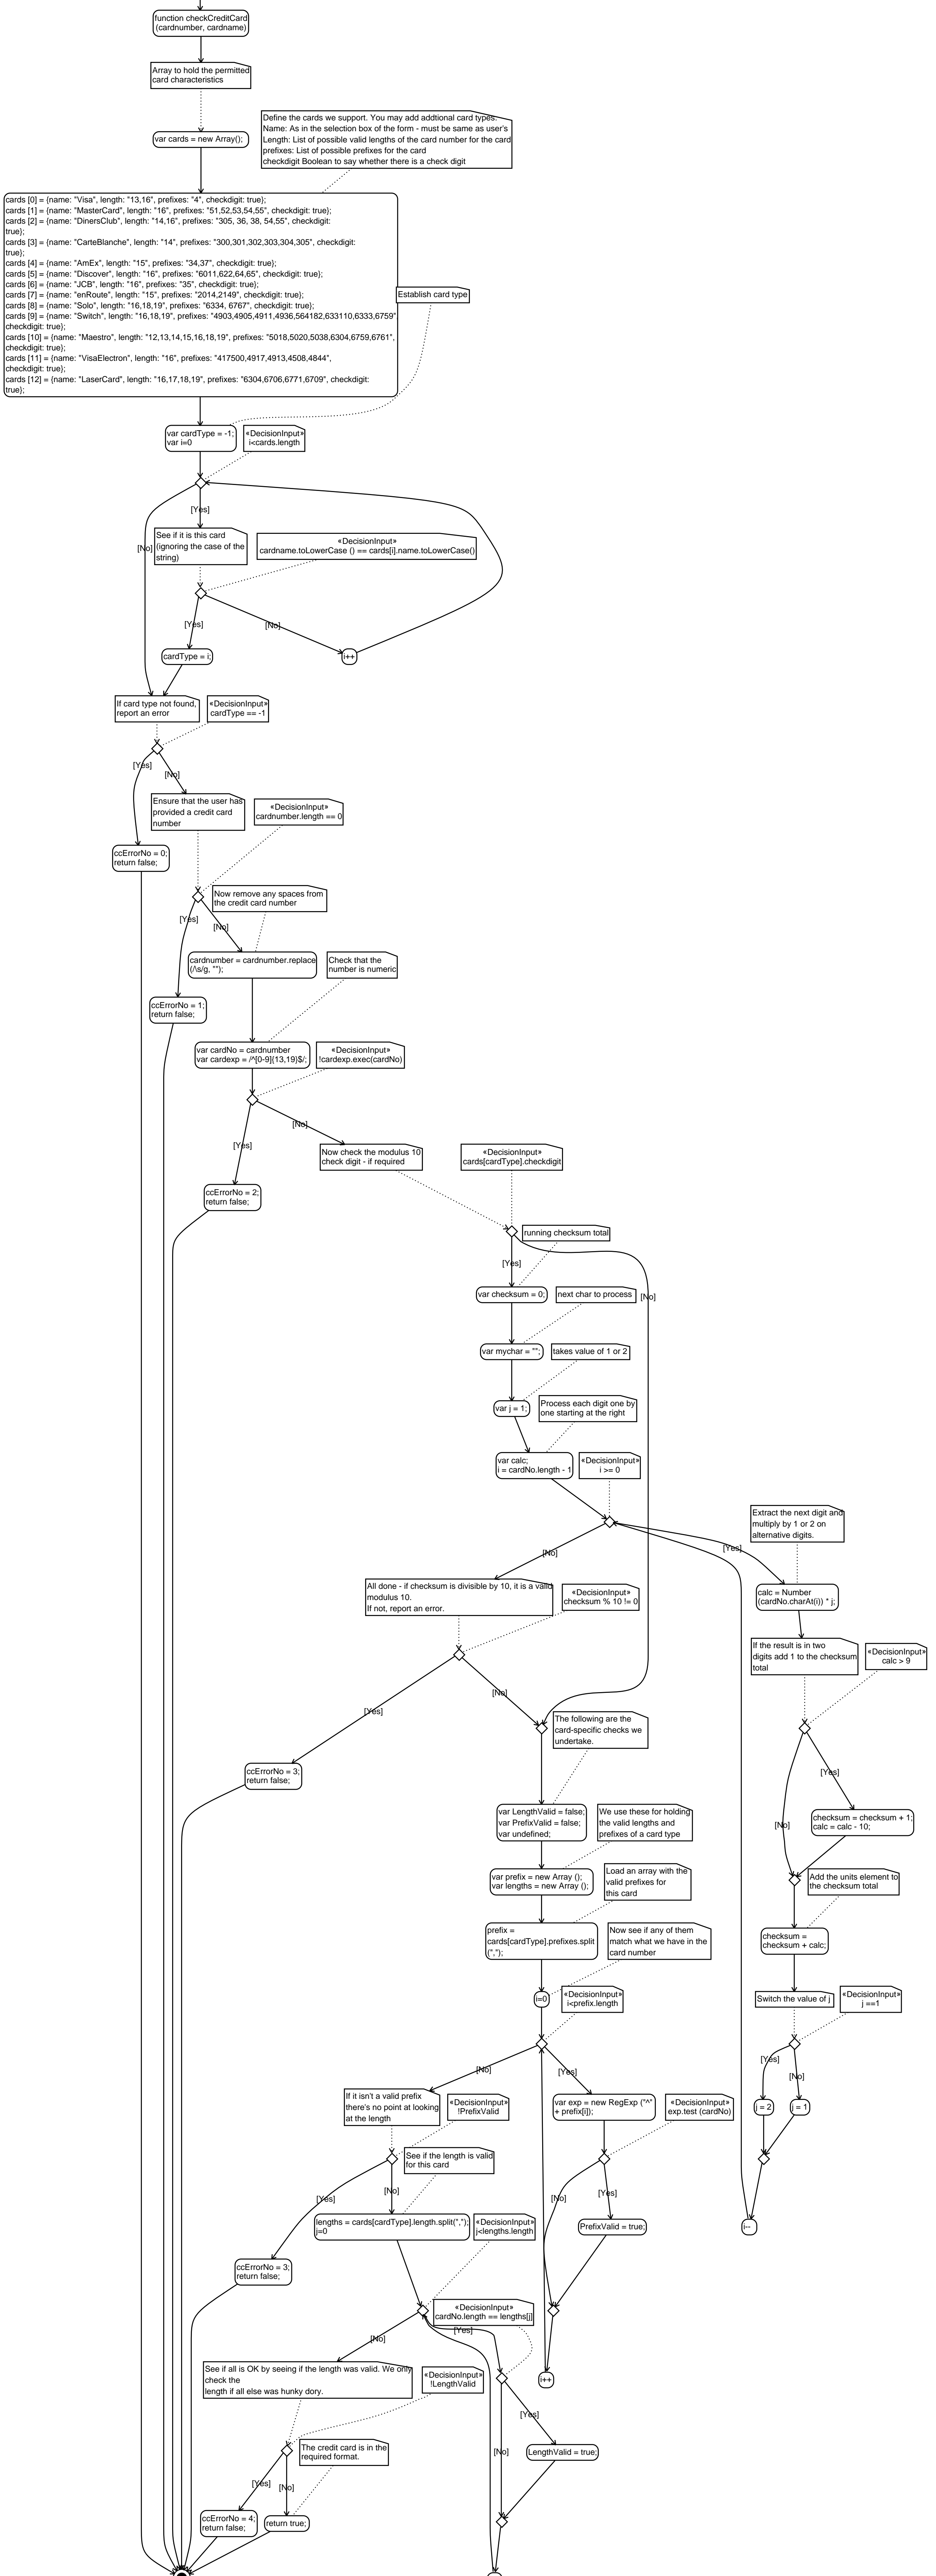 function checkCreditCard
(cardnumber, cardname)
Array to hold the permitted
card characteristics
var cards = new Array();
Define the cards we support. You may add addtional card types.
Name: As in the selection box of the form - must be same as user's
Length: List of possible valid lengths of the card number for the card
prefixes: List of possible prefixes for the card
checkdigit Boolean to say whether there is a check digit
cards [0] = {name: "Visa", length: "13,16", prefixes: "4", checkdigit: true};
cards [1] = {name: "MasterCard", length: "16", prefixes: "51,52,53,54,55", checkdigit: true};
cards [2] = {name: "DinersClub", length: "14,16", prefixes: "305, 36, 38, 54,55", checkdigit:
true};
cards [3] = {name: "CarteBlanche", length: "14", prefixes: "300,301,302,303,304,305", checkdigit:
true};
cards [4] = {name: "AmEx", length: "15", prefixes: "34,37", checkdigit: true};
cards [5] = {name: "Discover", length: "16", prefixes: "6011,622,64,65", checkdigit: true};
cards [6] = {name: "JCB", length: "16", prefixes: "35", checkdigit: true};
cards [7] = {name: "enRoute", length: "15", prefixes: "2014,2149", checkdigit: true};
cards [8] = {name: "Solo", length: "16,18,19", prefixes: "6334, 6767", checkdigit: true};
cards [9] = {name: "Switch", length: "16,18,19", prefixes: "4903,4905,4911,4936,564182,633110,6333,6759",
checkdigit: true};
cards [10] = {name: "Maestro", length: "12,13,14,15,16,18,19", prefixes: "5018,5020,5038,6304,6759,6761",
checkdigit: true};
cards [11] = {name: "VisaElectron", length: "16", prefixes: "417500,4917,4913,4508,4844",
checkdigit: true};
cards [12] = {name: "LaserCard", length: "16,17,18,19", prefixes: "6304,6706,6771,6709", checkdigit:
true};
Establish card type
var cardType = -1;
var i=0
«DecisionInput»
i<cards.length
[Yes]
[No]
See if it is this card
(ignoring the case of the
string)
«DecisionInput»
cardname.toLowerCase () == cards[i].name.toLowerCase()
[Yes]
[No]
cardType = i;
i++
If card type not found,
report an error
«DecisionInput»
cardType == -1
[Yes]
[No]
Ensure that the user has
provided a credit card
number
«DecisionInput»
cardnumber.length == 0
ccErrorNo = 0;
return false;
Now remove any spaces from
the credit card number
[Yes]
[No]
cardnumber = cardnumber.replace
(/\s/g, "");
Check that the
number is numeric
ccErrorNo = 1;
return false;
var cardNo = cardnumber
var cardexp = /^[0-9]{13,19}$/;
«DecisionInput»
!cardexp.exec(cardNo)
[No]
[Yes]
Now check the modulus 10
check digit - if required
«DecisionInput»
cards[cardType].checkdigit
ccErrorNo = 2;
return false;
running checksum total
[Yes]
[No]
var checksum = 0;
next char to process
var mychar = "";
takes value of 1 or 2
var j = 1;
Process each digit one by
one starting at the right
var calc;
i = cardNo.length - 1
«DecisionInput»
i >= 0
Extract the next digit and
multiply by 1 or 2 on
alternative digits.
[No]
[Yes]
All done - if checksum is divisible by 10, it is a valid
modulus 10.
If not, report an error.
«DecisionInput»
checksum % 10 != 0
calc = Number
(cardNo.charAt(i)) * j;
If the result is in two
digits add 1 to the checksum
total
«DecisionInput»
calc > 9
[No]
[Yes]
The following are the
card-specific checks we
undertake.
ccErrorNo = 3;
return false;
[Yes]
[No]
checksum = checksum + 1;
calc = calc - 10;
var LengthValid = false;
var PrefixValid = false;
var undefined;
We use these for holding
the valid lengths and
prefixes of a card type
var prefix = new Array ();
var lengths = new Array ();
Load an array with the
valid prefixes for
this card
Add the units element to
the checksum total
prefix =
cards[cardType].prefixes.split
(",");
Now see if any of them
match what we have in the
card number
checksum =
checksum + calc;
i=0
«DecisionInput»
i<prefix.length
Switch the value of j
«DecisionInput»
j ==1
[No]
[Yes]
[Yes]
[No]
If it isn't a valid prefix
there's no point at looking
at the length
«DecisionInput»
!PrefixValid
var exp = new RegExp ("^"
+ prefix[i]);
«DecisionInput»
exp.test (cardNo)
j = 2
j = 1;
See if the length is valid
for this card
[Yes]
[No]
[No]
[Yes]
lengths = cards[cardType].length.split(",");
j=0
«DecisionInput»
j<lengths.length
PrefixValid = true;
i--
ccErrorNo = 3;
return false;
«DecisionInput»
cardNo.length == lengths[j]
[No]
[Yes]
See if all is OK by seeing if the length was valid. We only
check the
length if all else was hunky dory.
«DecisionInput»
!LengthValid
i++
[Yes]
[No]
The credit card is in the
required format.
LengthValid = true;
[Yes]
[No]
ccErrorNo = 4;
return false;
return true;